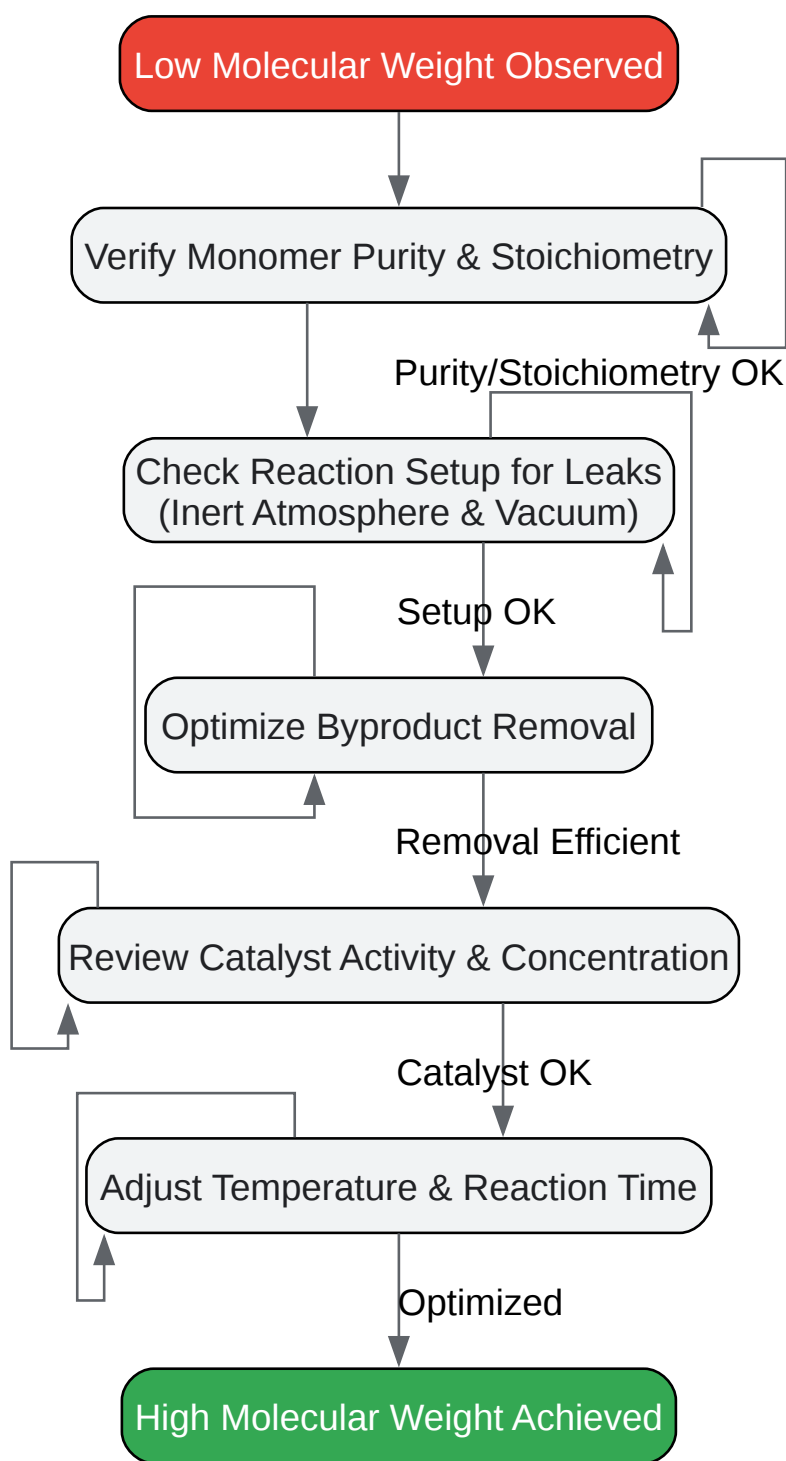 Low Molecular Weight Observed
Verify Monomer Purity & Stoichiometry
Purity/Stoichiometry OK
Check Reaction Setup for Leaks
(Inert Atmosphere & Vacuum)
Setup OK
Optimize Byproduct Removal
Removal Efficient
Review Catalyst Activity & Concentration
Catalyst OK
Adjust Temperature & Reaction Time
Optimized
High Molecular Weight Achieved